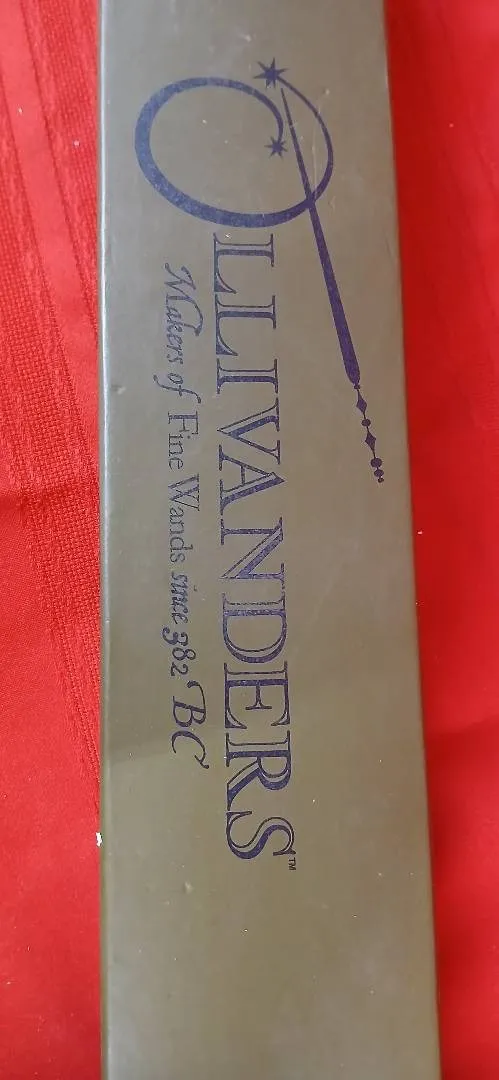 OLLIVANDERS™
Makers of Fine Wands since 382 BC